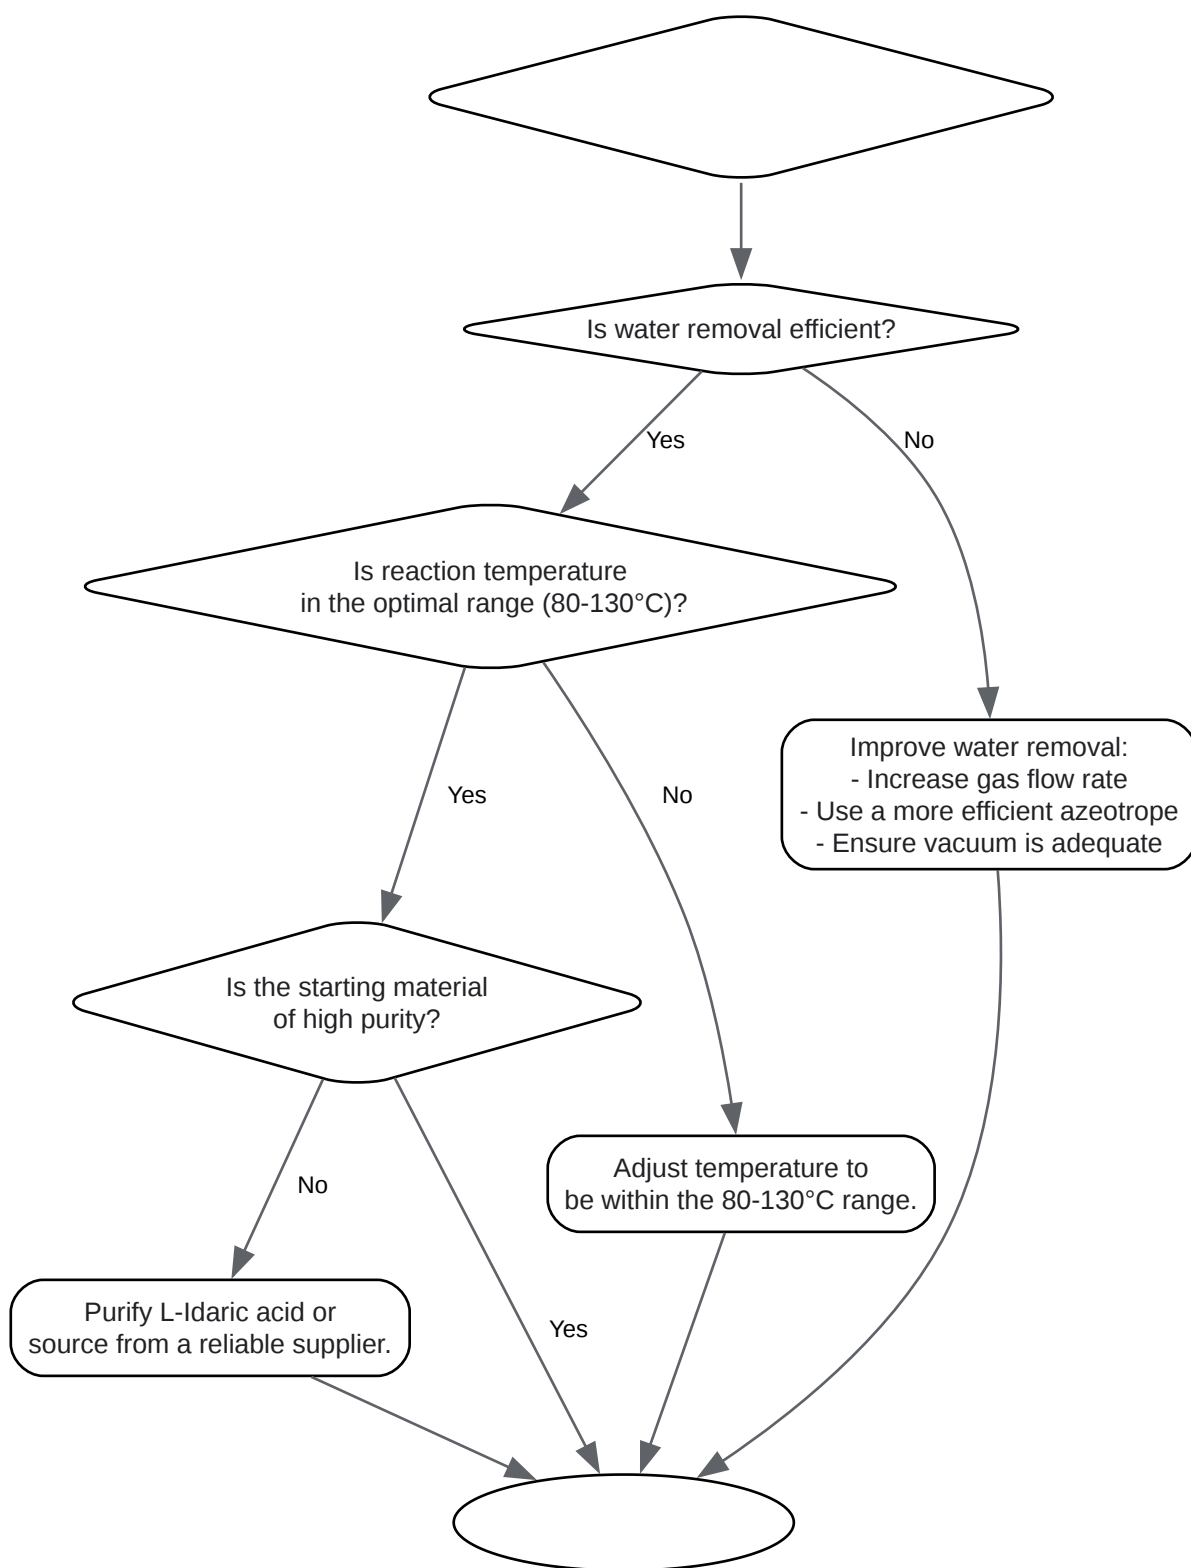 Is water removal efficient?
Yes
No
Is reaction temperature
in the optimal range (80-130°C)?
Improve water removal:
- Increase gas flow rate
- Use a more efficient azeotrope
- Ensure vacuum is adequate
Yes
No
Is the starting material
of high purity?
Adjust temperature to
be within the 80-130°C range.
No
Purify L-Idaric acid or
source from a reliable supplier.
Yes